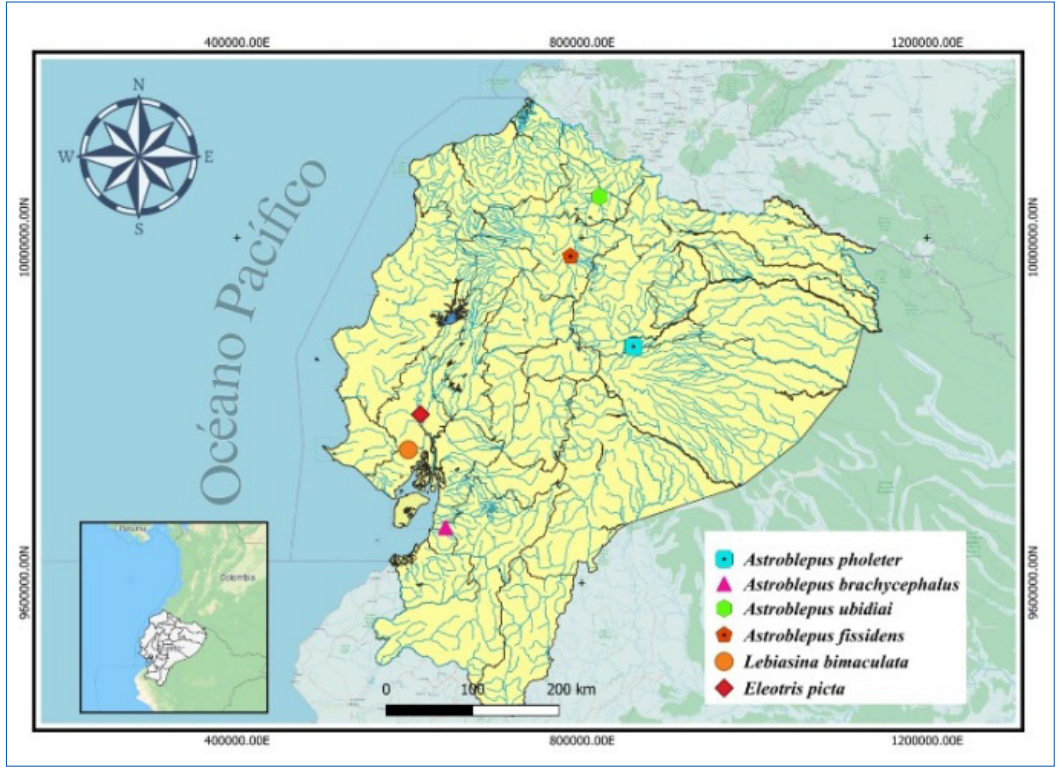 400000.00E 800000.00E 1200000.00E
N
W E
S
Océano Pacífico
10000000.00N 10000000.00N
9600000.00N 9600000.00N
Astroblepus pholeter
Astroblepus brachycephalus
Astroblepus ubidiai
Astroblepus fissidens
Lebiasina bimaculata
Eleotris picta
Panamá
Colombia
0 100 200 km
400000.00E 800000.00E 1200000.00E